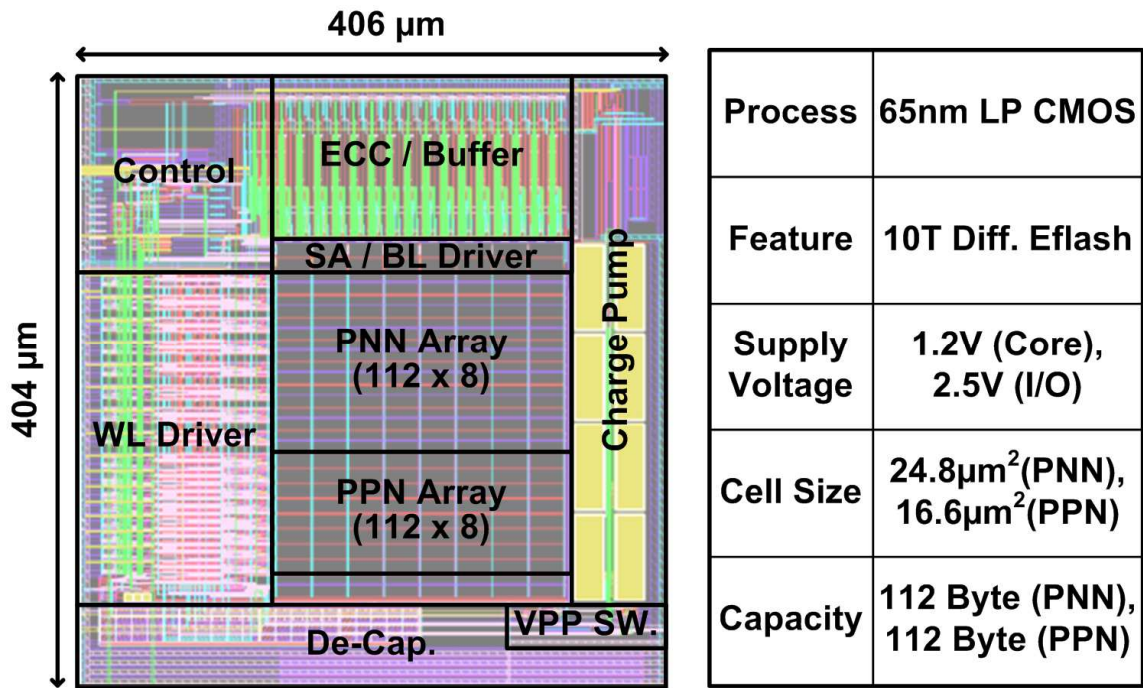 406 µm
404 µm
Control
ECC / Buffer
SA / BL Driver
PNN Array
(112 x 8)
WL Driver
PPN Array
(112 x 8)
Charge Pump
VPP SW.
De-Cap.
Process 65nm LP CMOS
Feature 10T Diff. Eflash
Supply Voltage 1.2V (Core), 2.5V (I/O)
Cell Size 24.8µm²(PNN), 16.6µm²(PPN)
Capacity 112 Byte (PNN), 112 Byte (PPN)